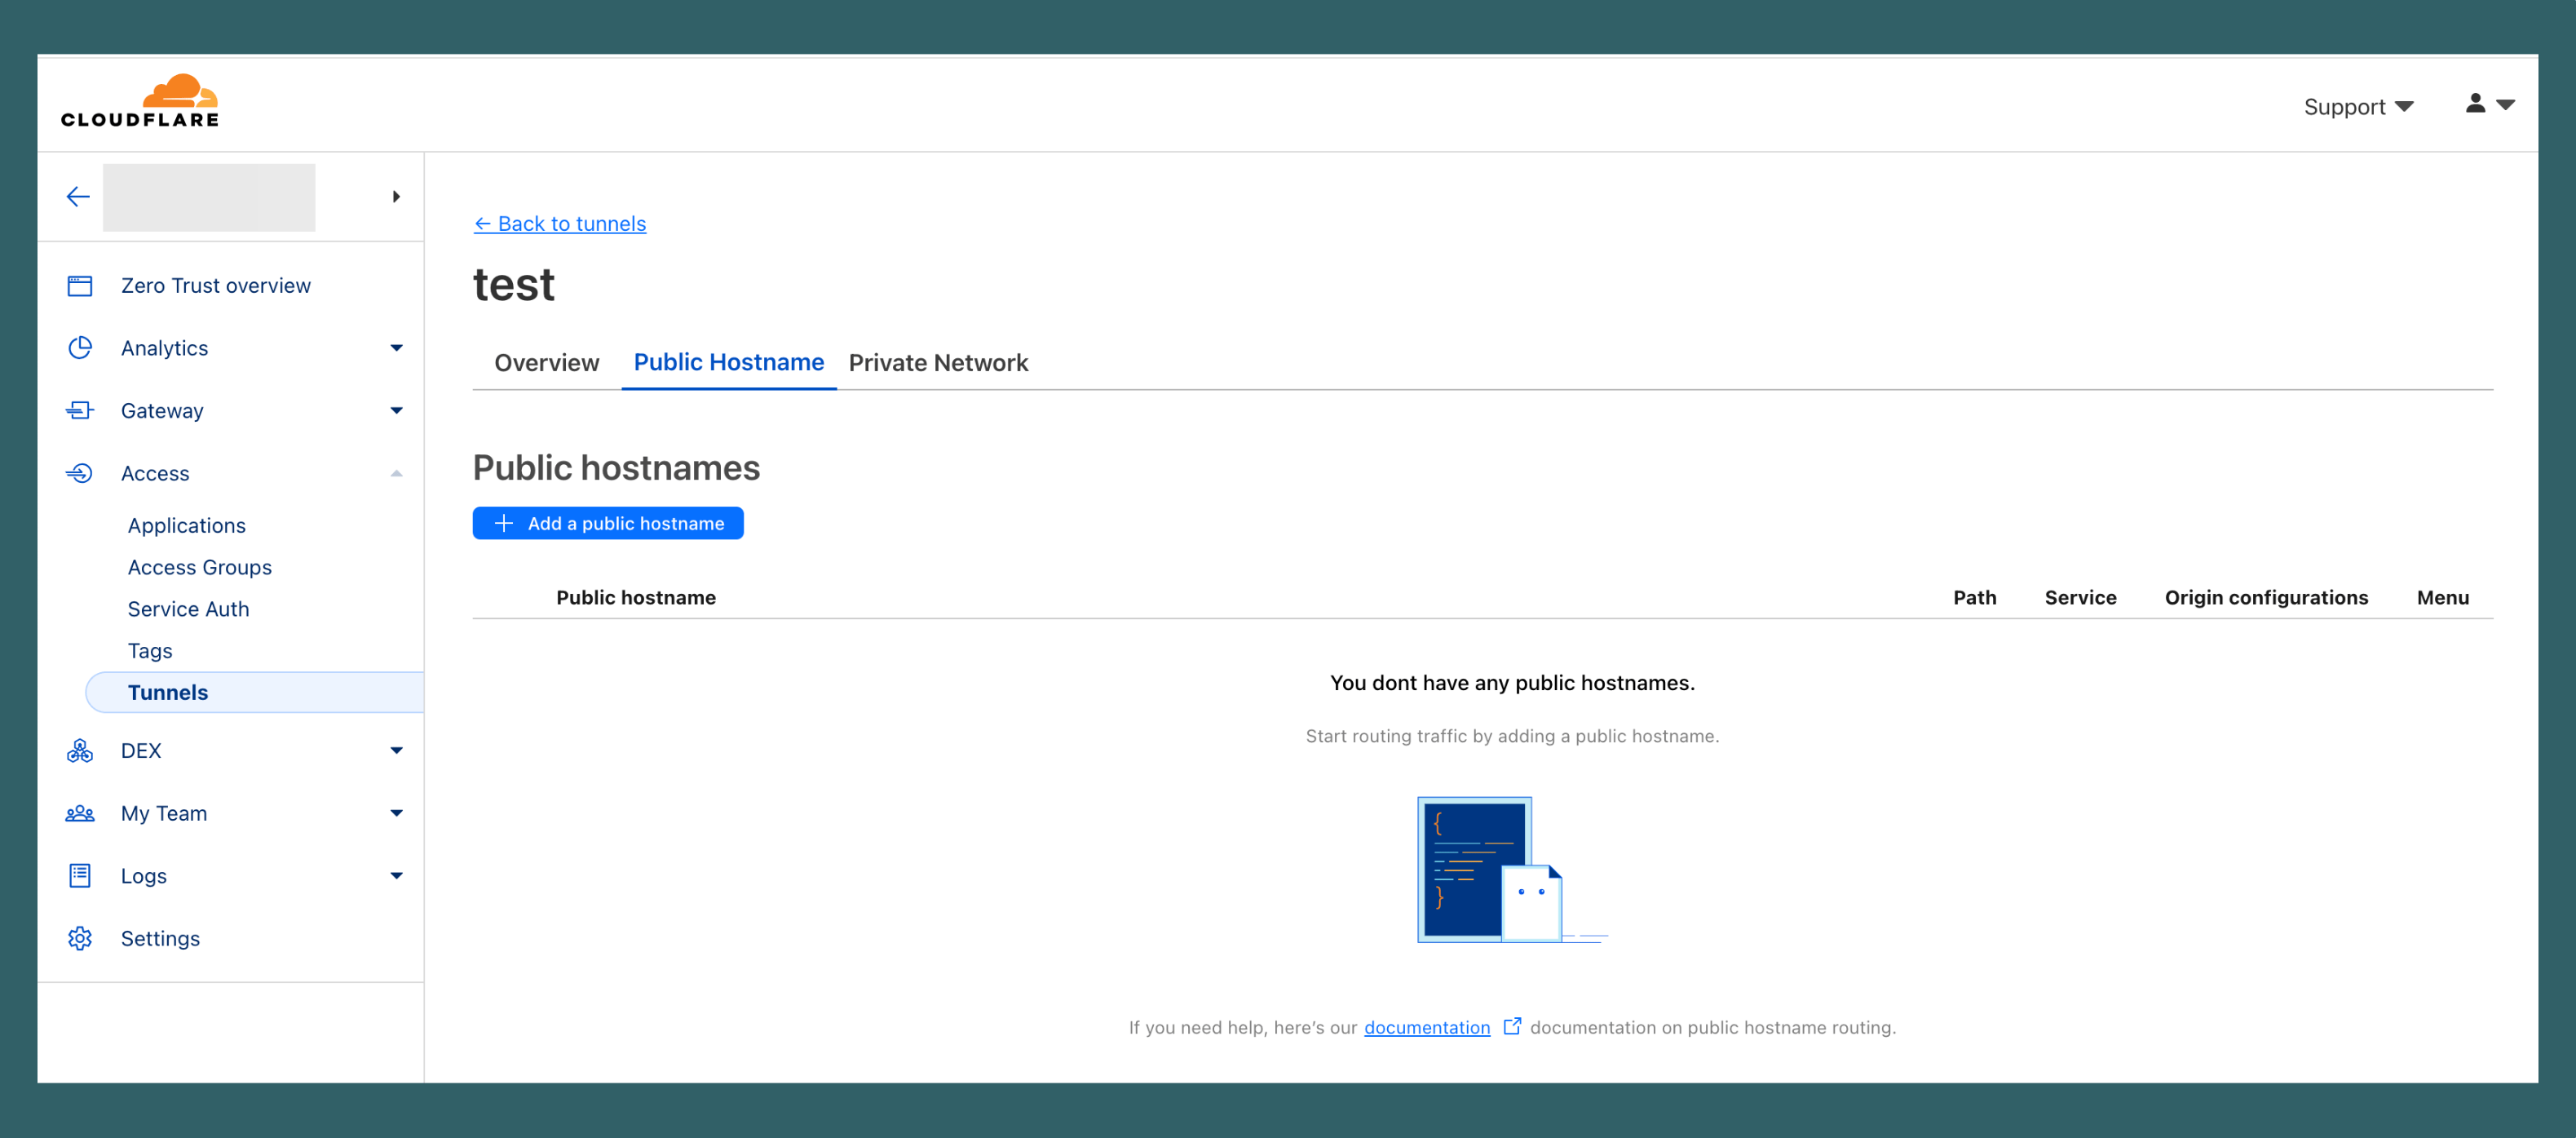 CLOUDFLARE
Support
← Back to tunnels
test
Zero Trust overview
Analytics
Overview Public Hostname Private Network
Gateway
Access
Public hostnames
Applications
+ Add a public hostname
Access Groups
Service Auth
Public hostname Path Service Origin configurations Menu
Tags
Tunnels
You dont have any public hostnames.
Start routing traffic by adding a public hostname.
DEX
My Team
Logs
{
}
Settings
If you need help, here’s our documentation documentation on public hostname routing.